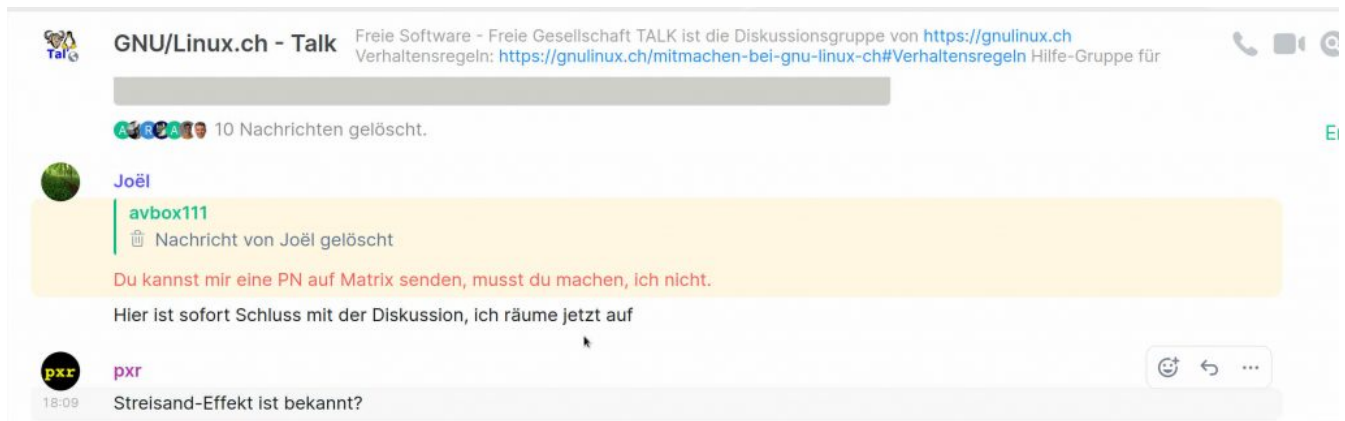 GNU/Linux.ch - Talk
Freie Software - Freie Gesellschaft TALK ist die Diskussionsgruppe von https://gnulinux.ch
Verhaltensregeln: https://gnulinux.ch/mitmachen-bei-gnu-linux-ch#Verhaltensregeln Hilfe-Gruppe für
Tal
A R A 10 Nachrichten gelöscht.
Joël
avbox111
Nachricht von Joël gelöscht
Du kannst mir eine PN auf Matrix senden, musst du machen, ich nicht.
Hier ist sofort Schluss mit der Diskussion, ich räume jetzt auf
pxr
pxr
18:09 Streisand-Effekt ist bekannt?